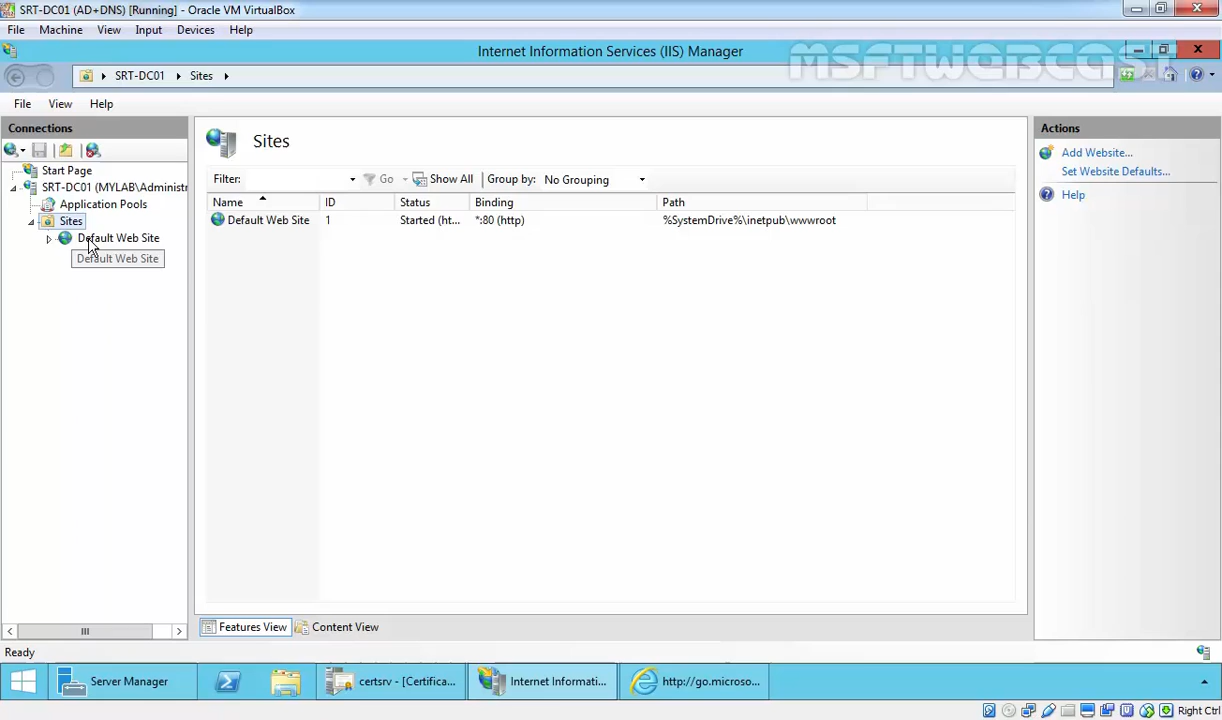 SRT-DC01 (AD+DNS) [Running] - Oracle VM VirtualBox
File Machine View Input Devices Help
Internet Information Services (IIS) Manager
MSFTWEBCAST
SRT-DC01 Sites
File View Help
Connections
Start Page
SRT-DC01 (MYLAB\Administr
Application Pools
Sites
Default Web Site
Default Web Site
Sites
Filter: Go Show All Group by: No Grouping
Name ID Status Binding Path
Default Web Site 1 Started (ht... *:80 (http) %SystemDrive%\inetpub\wwwroot
Features View Content View
Actions
Add Website...
Set Website Defaults...
Help
Ready
Server Manager certsrv - [Certifica... Internet Informati... http://go.microso...
Right Ctrl